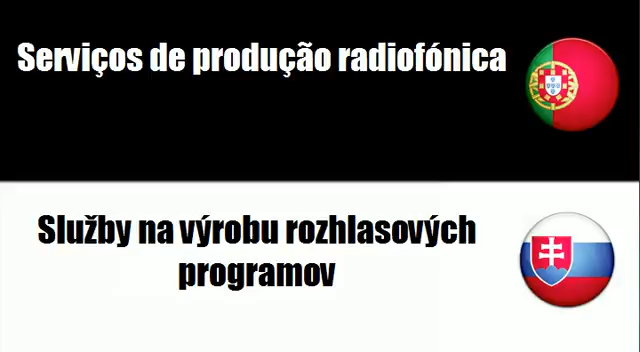 Serviços de produção radiofónica
Služby na výrobu rozhlasových
programov